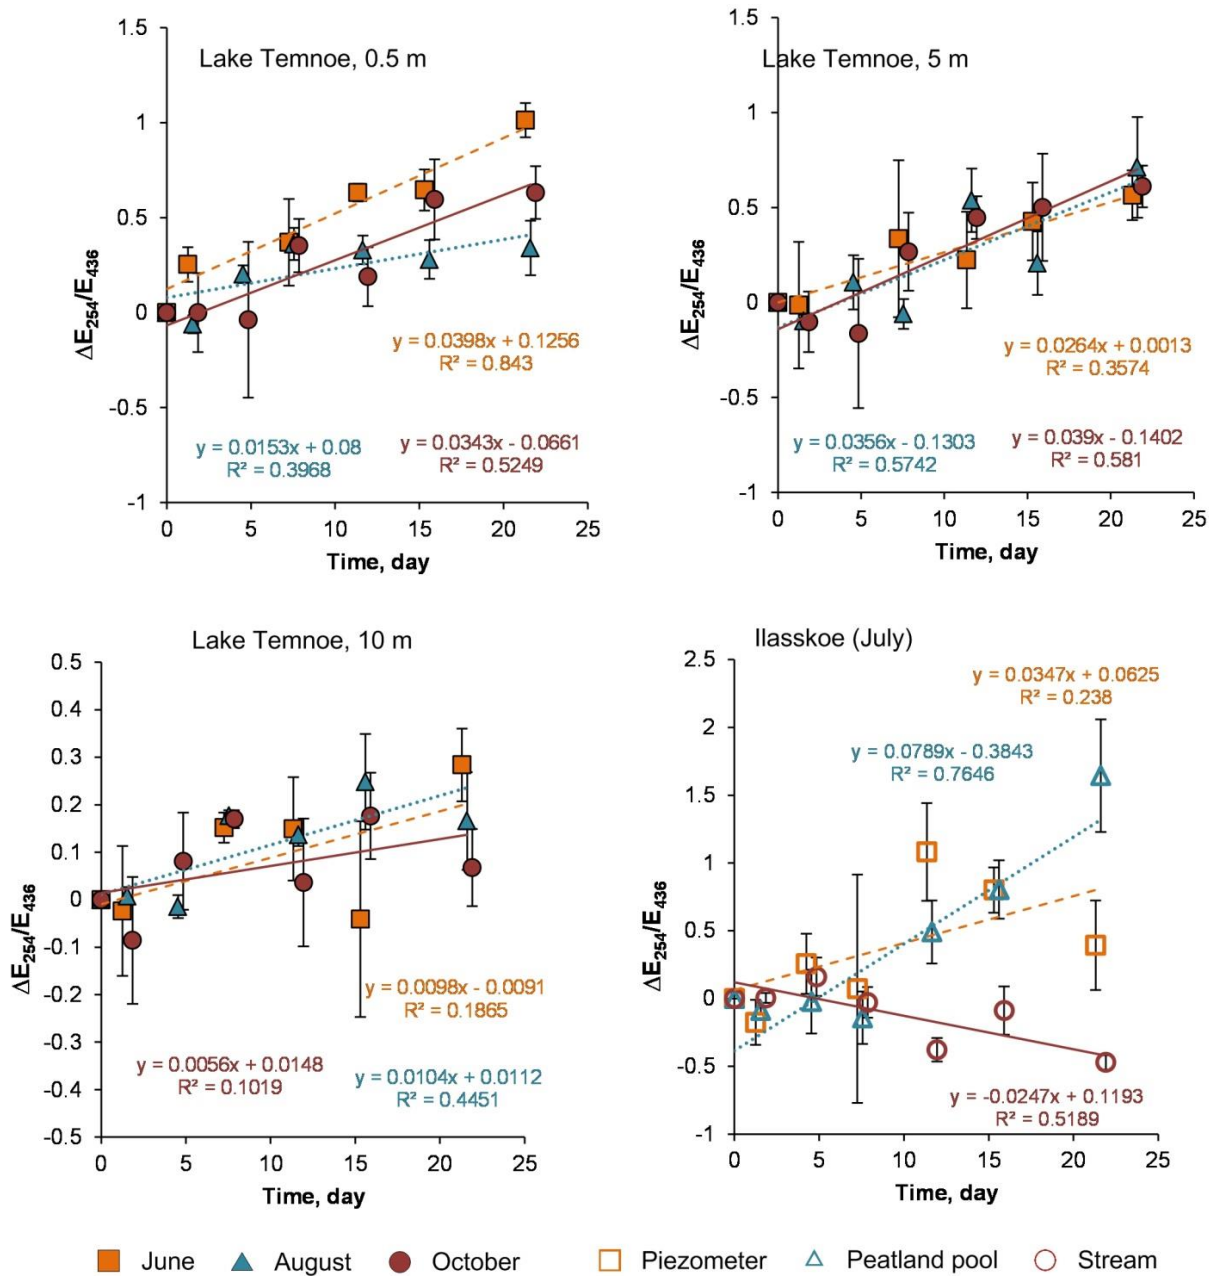 Lake Temnoe, 0.5 m
1.5
1
0.5
0
-0.5
-1
ΔE254/E436
y = 0.0398x + 0.1256
R² = 0.843
y = 0.0153x + 0.08
R² = 0.3968
y = 0.0343x - 0.0661
R² = 0.5249
0 5 10 15 20 25
Time, day
Lake Temnoe, 5 m
1.5
1
0.5
0
-0.5
-1
ΔE254/E436
y = 0.0264x + 0.0013
R² = 0.3574
y = 0.0356x - 0.1303
R² = 0.5742
y = 0.039x - 0.1402
R² = 0.581
0 5 10 15 20 25
Time, day
Lake Temnoe, 10 m
0.5
0.4
0.3
0.2
0.1
0
-0.1
-0.2
-0.3
-0.4
-0.5
ΔE254/E436
y = 0.0098x - 0.0091
R² = 0.1865
y = 0.0056x + 0.0148
R² = 0.1019
y = 0.0104x + 0.0112
R² = 0.4451
0 5 10 15 20 25
Time, day
Ilasskoe (July)
2.5
2
1.5
1
0.5
0
-0.5
-1
ΔE254/E436
y = 0.0347x + 0.0625
R² = 0.238
y = 0.0789x - 0.3843
R² = 0.7646
y = -0.0247x + 0.1193
R² = 0.5189
0 5 10 15 20 25
Time, day
June August October Piezometer Peatland pool Stream